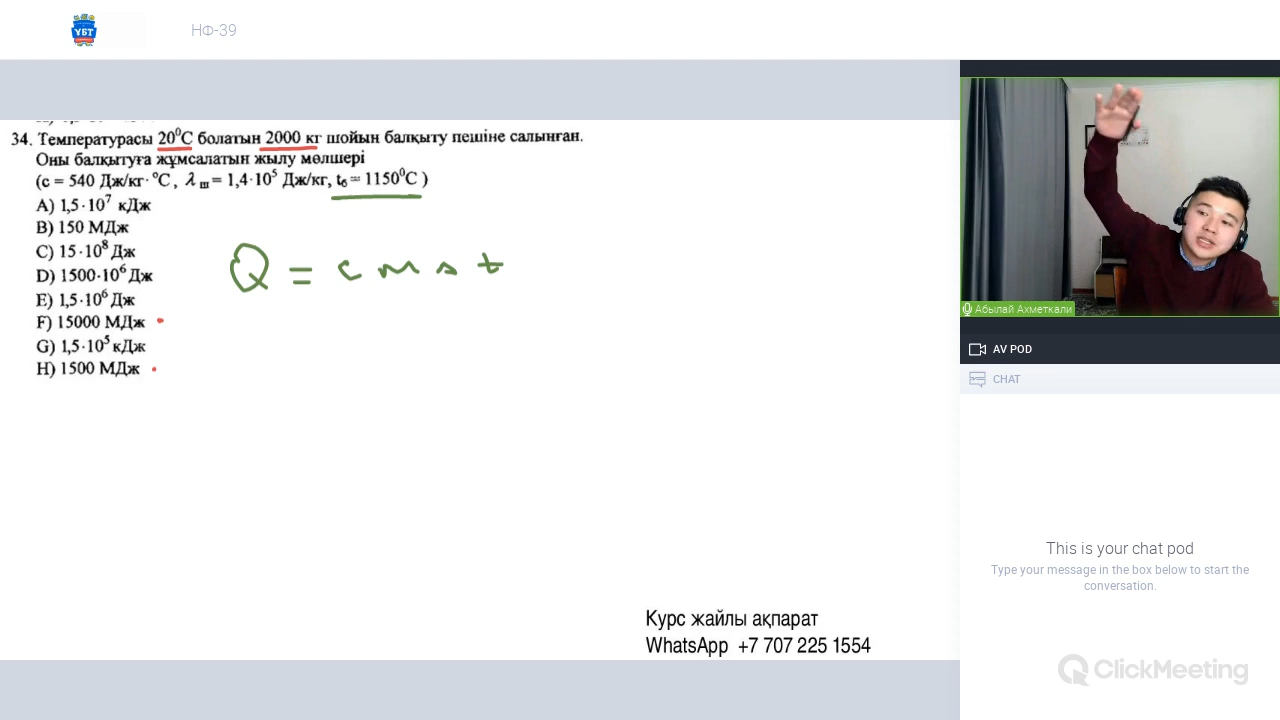 ҰБТ
НФ-39
34. Температурасы 20⁰С болатын 2000 кг шойын балқыту пешіне салынған.
Оны балқытуға жұмсалатын жылу мөлшері
(c = 540 Дж/кг·°С, λ ш = 1,4·10⁵ Дж/кг, tб = 1150⁰С )
A) 1,5·10⁷ кДж
B) 150 МДж
C) 15·10⁸ Дж
D) 1500·10⁶ Дж
E) 1,5·10⁶ Дж
F) 15000 МДж
G) 1,5·10⁵ кДж
H) 1500 МДж
Q = c m Δ t
Курс жайлы ақпарат
WhatsApp +7 707 225 1554
Абылай Ахметкали
AV POD
CHAT
This is your chat pod
Type your message in the box below to start the
conversation.
ClickMeeting